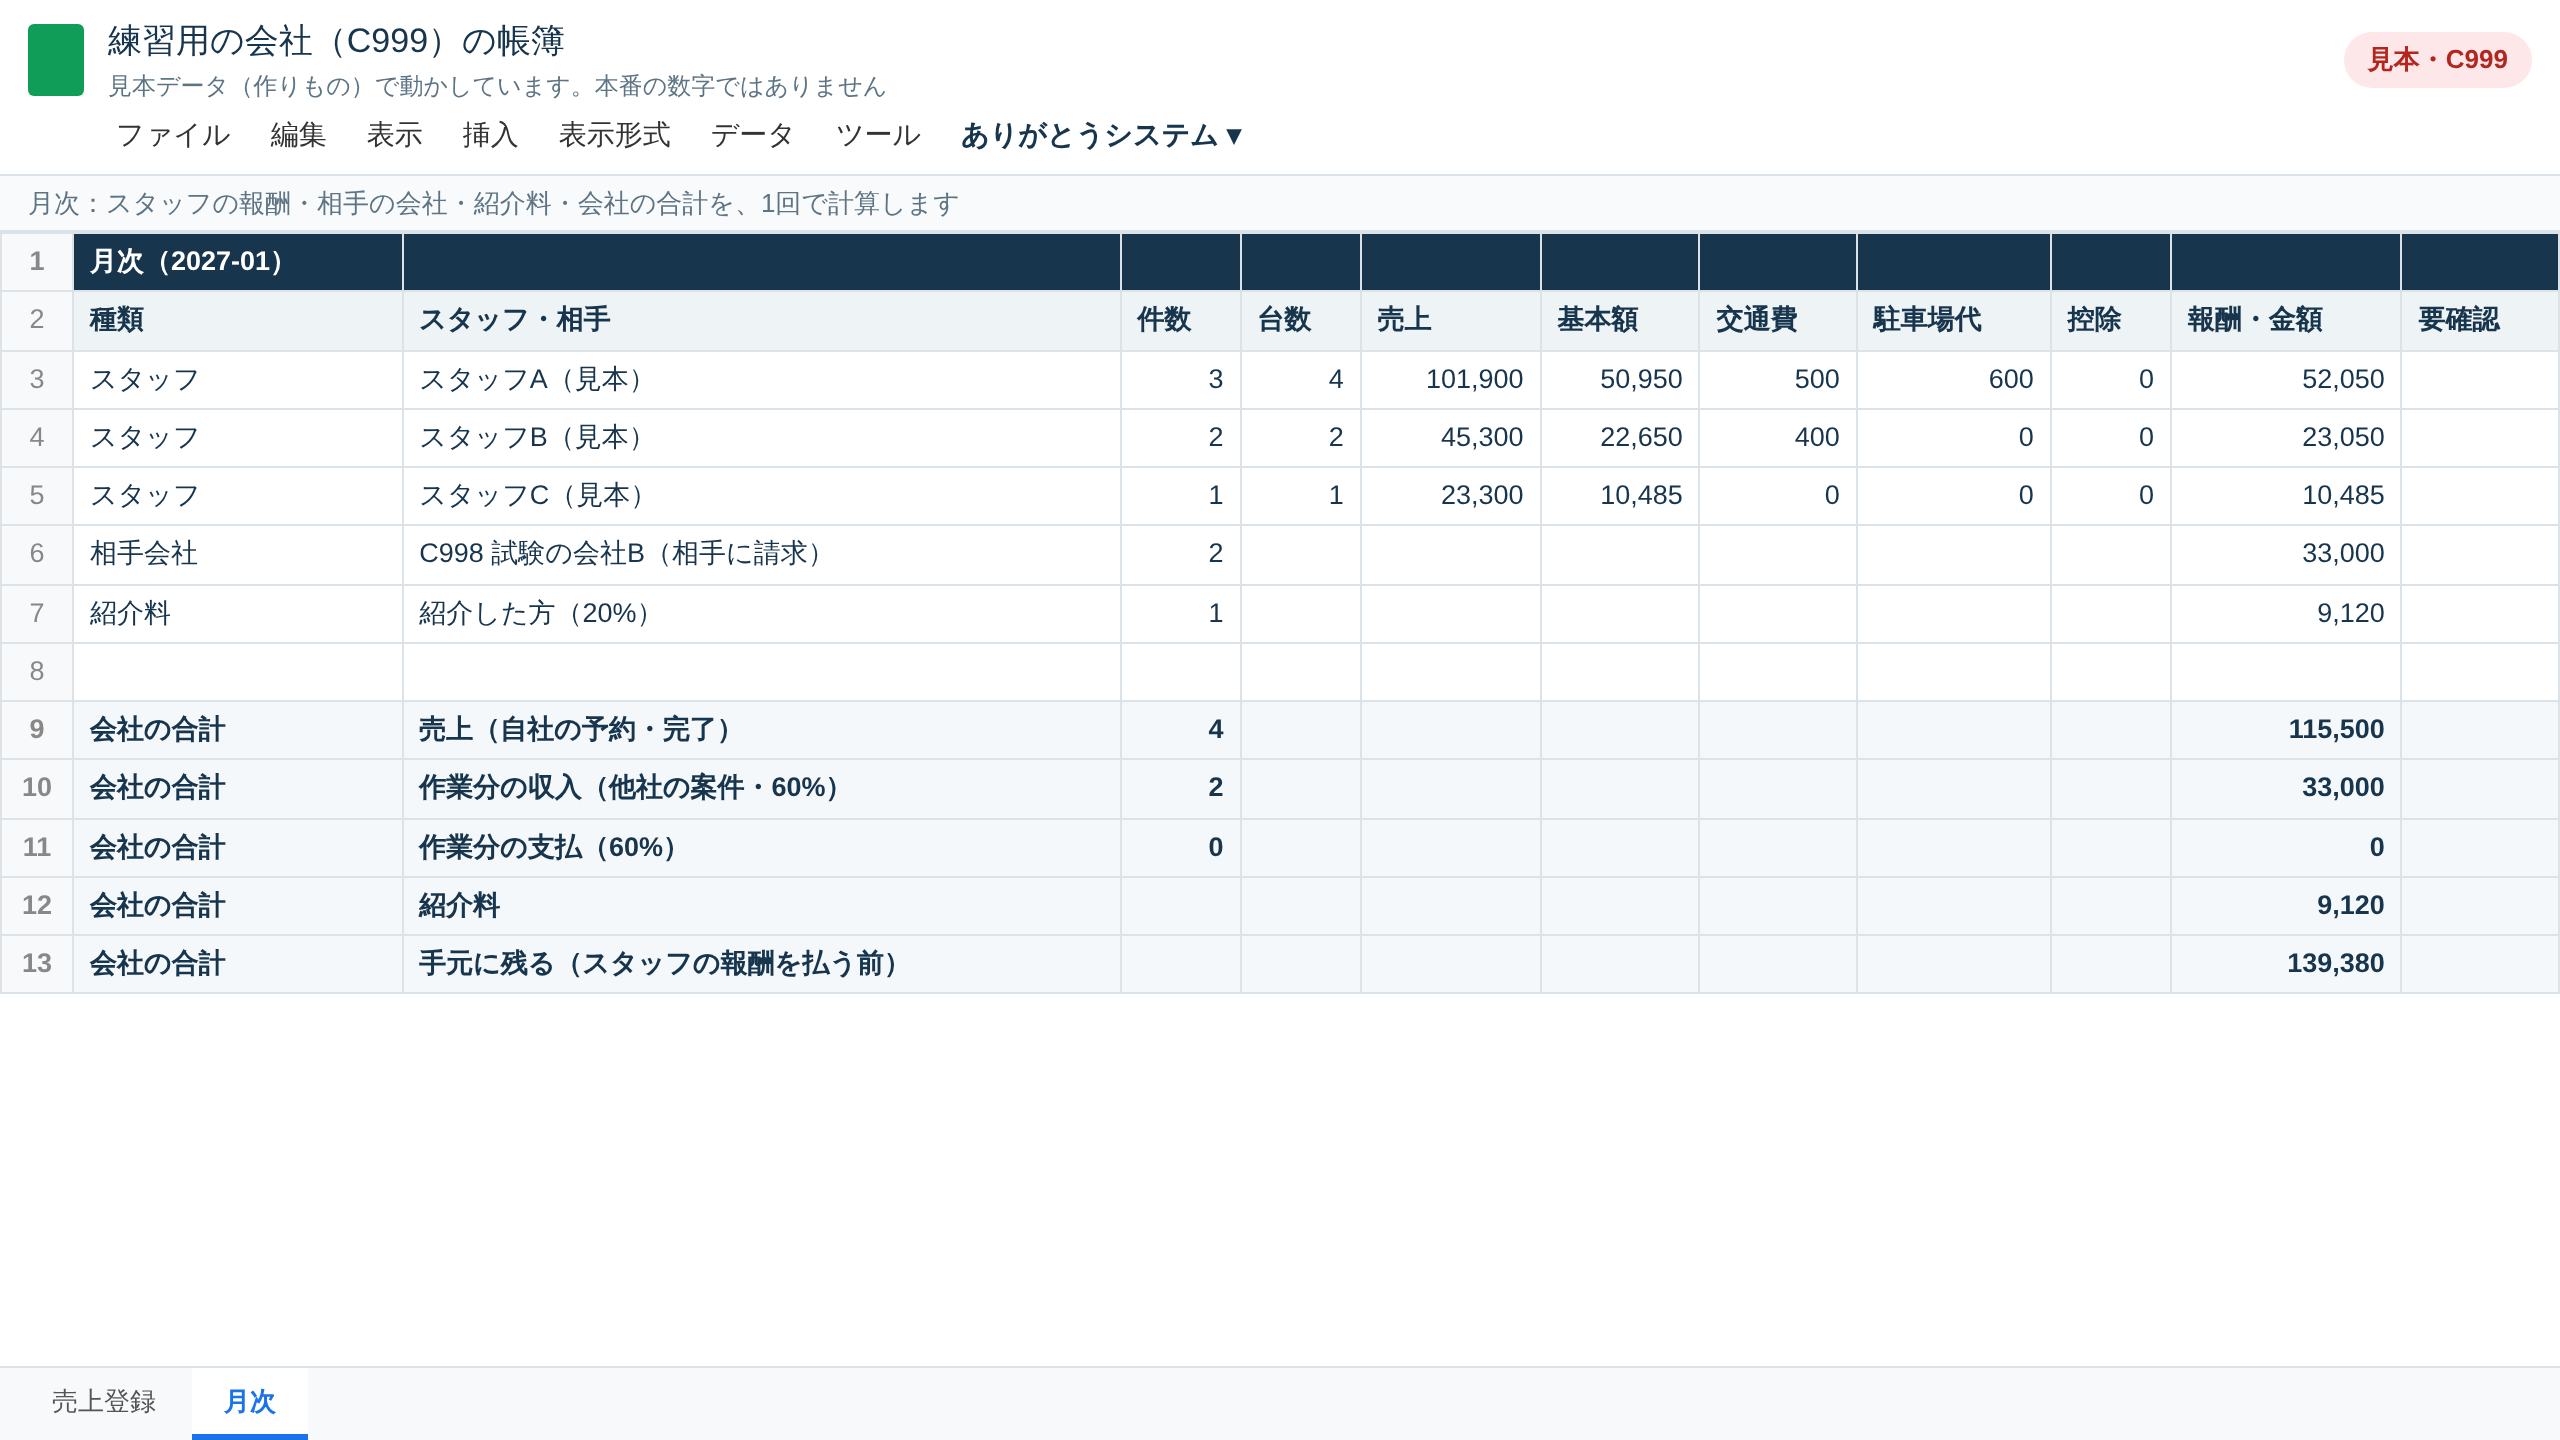 練習用の会社（C999）の帳簿
見本データ（作りもの）で動かしています。本番の数字ではありません
見本・C999
ファイル 編集 表示 挿入 表示形式 データ ツール ありがとうシステム ▾
月次：スタッフの報酬・相手の会社・紹介料・会社の合計を、1回で計算します
1 月次（2027-01）
2 種類 スタッフ・相手 件数 台数 売上 基本額 交通費 駐車場代 控除 報酬・金額 要確認
3 スタッフ スタッフA（見本） 3 4 101,900 50,950 500 600 0 52,050
4 スタッフ スタッフB（見本） 2 2 45,300 22,650 400 0 0 23,050
5 スタッフ スタッフC（見本） 1 1 23,300 10,485 0 0 0 10,485
6 相手会社 C998 試験の会社B（相手に請求） 2 33,000
7 紹介料 紹介した方（20%） 1 9,120
8
9 会社の合計 売上（自社の予約・完了） 4 115,500
10 会社の合計 作業分の収入（他社の案件・60%） 2 33,000
11 会社の合計 作業分の支払（60%） 0 0
12 会社の合計 紹介料 9,120
13 会社の合計 手元に残る（スタッフの報酬を払う前） 139,380
売上登録 月次